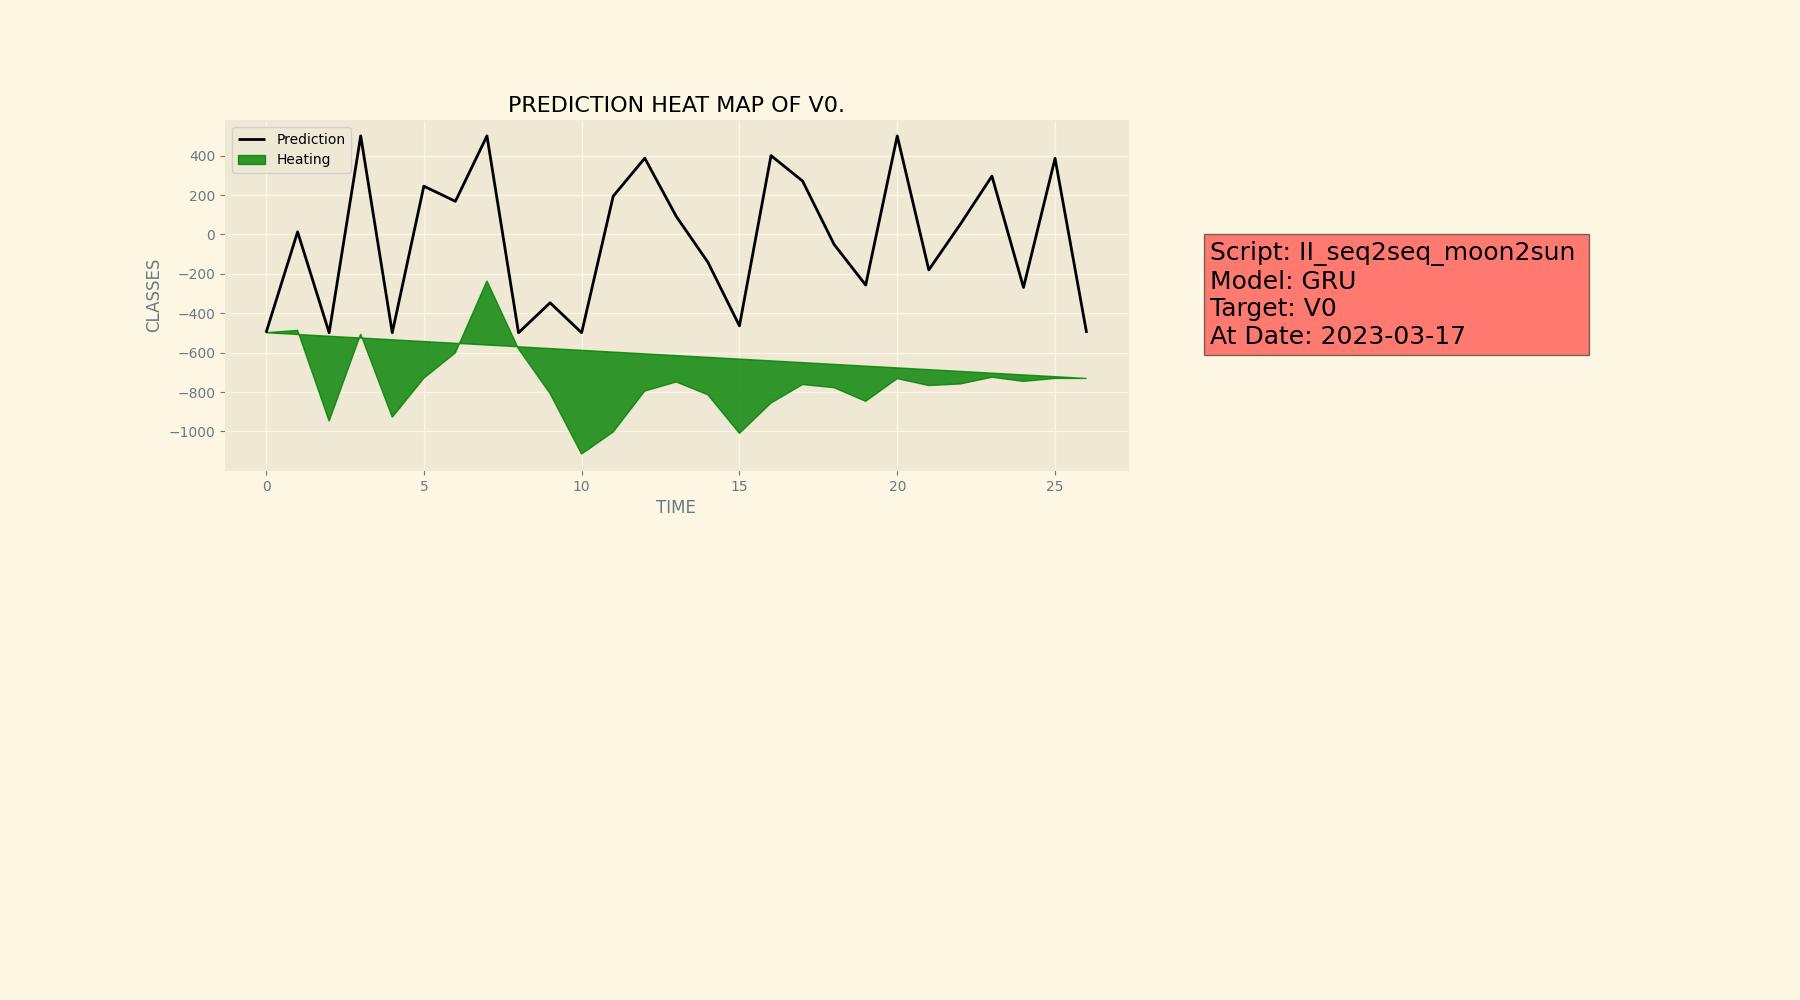 PREDICTION HEAT MAP OF V0.
Prediction
Heating
400
200
0
−200
−400
−600
−800
−1000
CLASSES
0 5 10 15 20 25
TIME
Script: II_seq2seq_moon2sun
Model: GRU
Target: V0
At Date: 2023-03-17